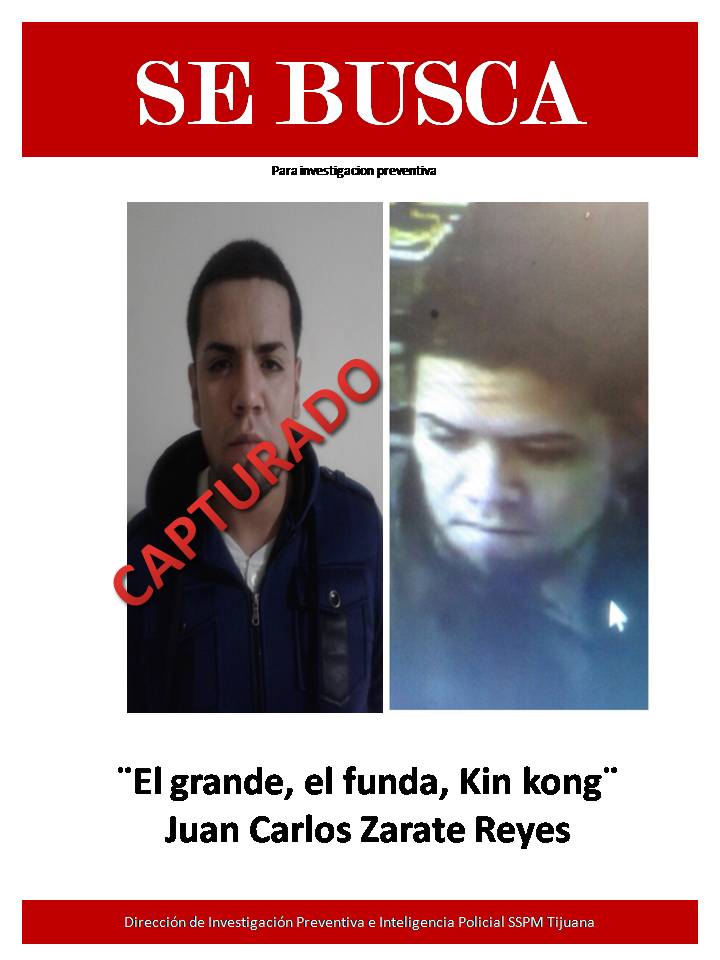 SE BUSCA
Para investigacion preventiva
CAPTURADO
¨El grande, el funda, Kin kong¨
Juan Carlos Zarate Reyes
Dirección de Investigación Preventiva e Inteligencia Policial SSPM Tijuana